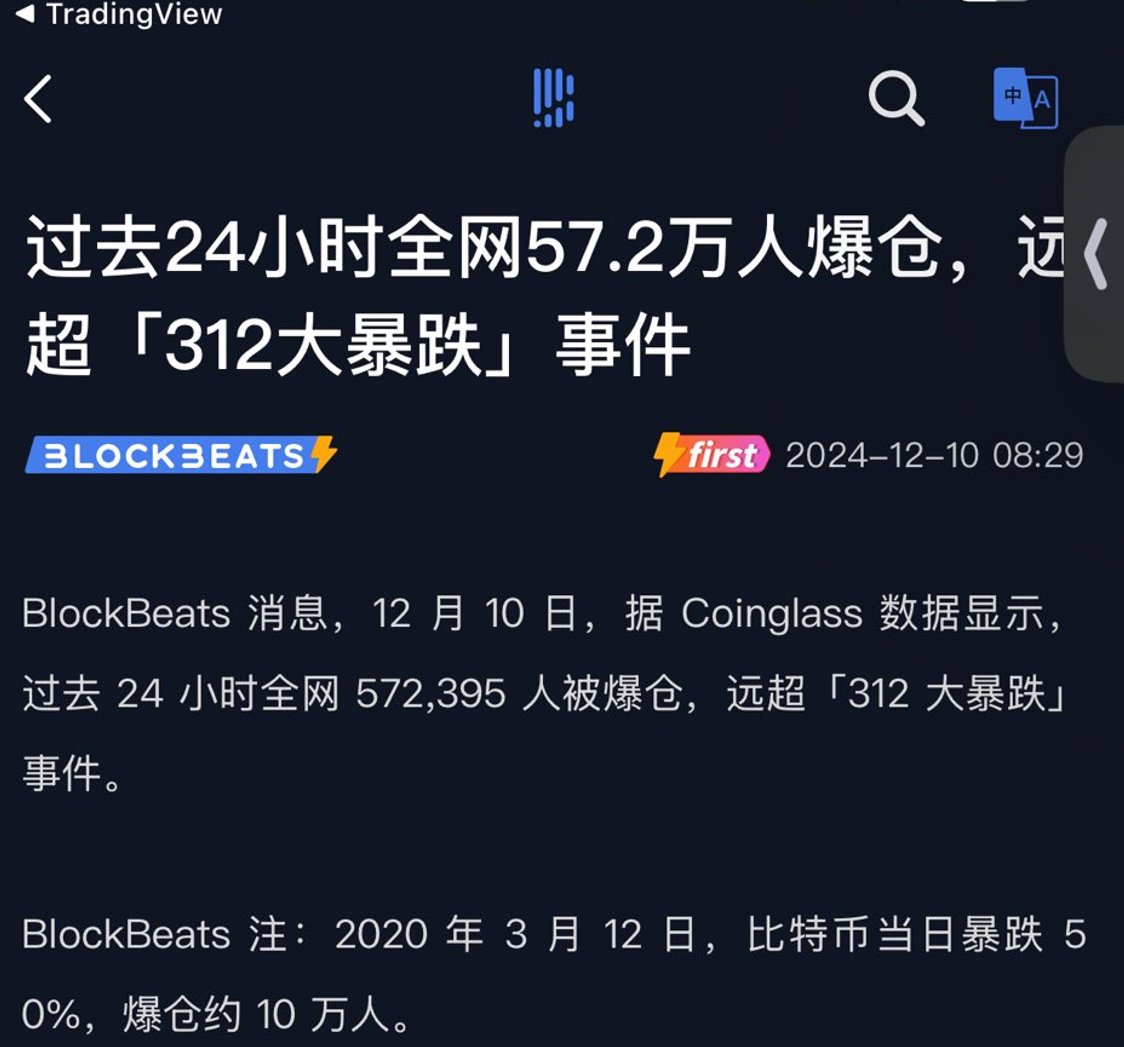 ◀ TradingView
中 A
过去24小时全网57.2万人爆仓，远
超「312大暴跌」事件
BLOCKBEATS
first 2024-12-10 08:29
BlockBeats 消息，12 月 10 日，据 Coinglass 数据显示，
过去 24 小时全网 572,395 人被爆仓，远超「312 大暴跌」
事件。
BlockBeats 注：2020 年 3 月 12 日，比特币当日暴跌 5
0%，爆仓约 10 万人。